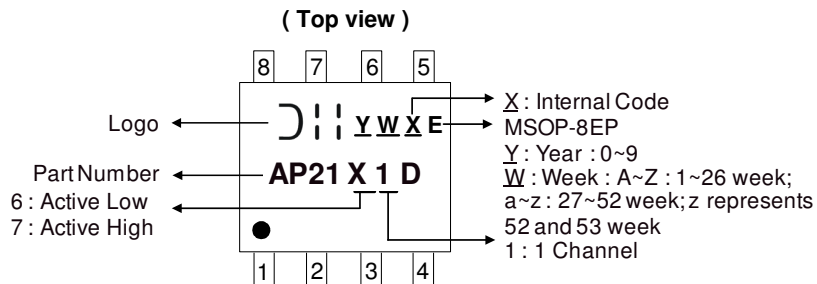 ( Top view )
8 7 6 5
Logo
Y W X E
X : Internal Code
MSOP-8EP
Y : Year : 0~9
W : Week : A~Z : 1~26 week;
a~z : 27~52 week; z represents
52 and 53 week
1 : 1 Channel
Part Number
AP21 X 1 D
6 : Active Low
7 : Active High
1 2 3 4